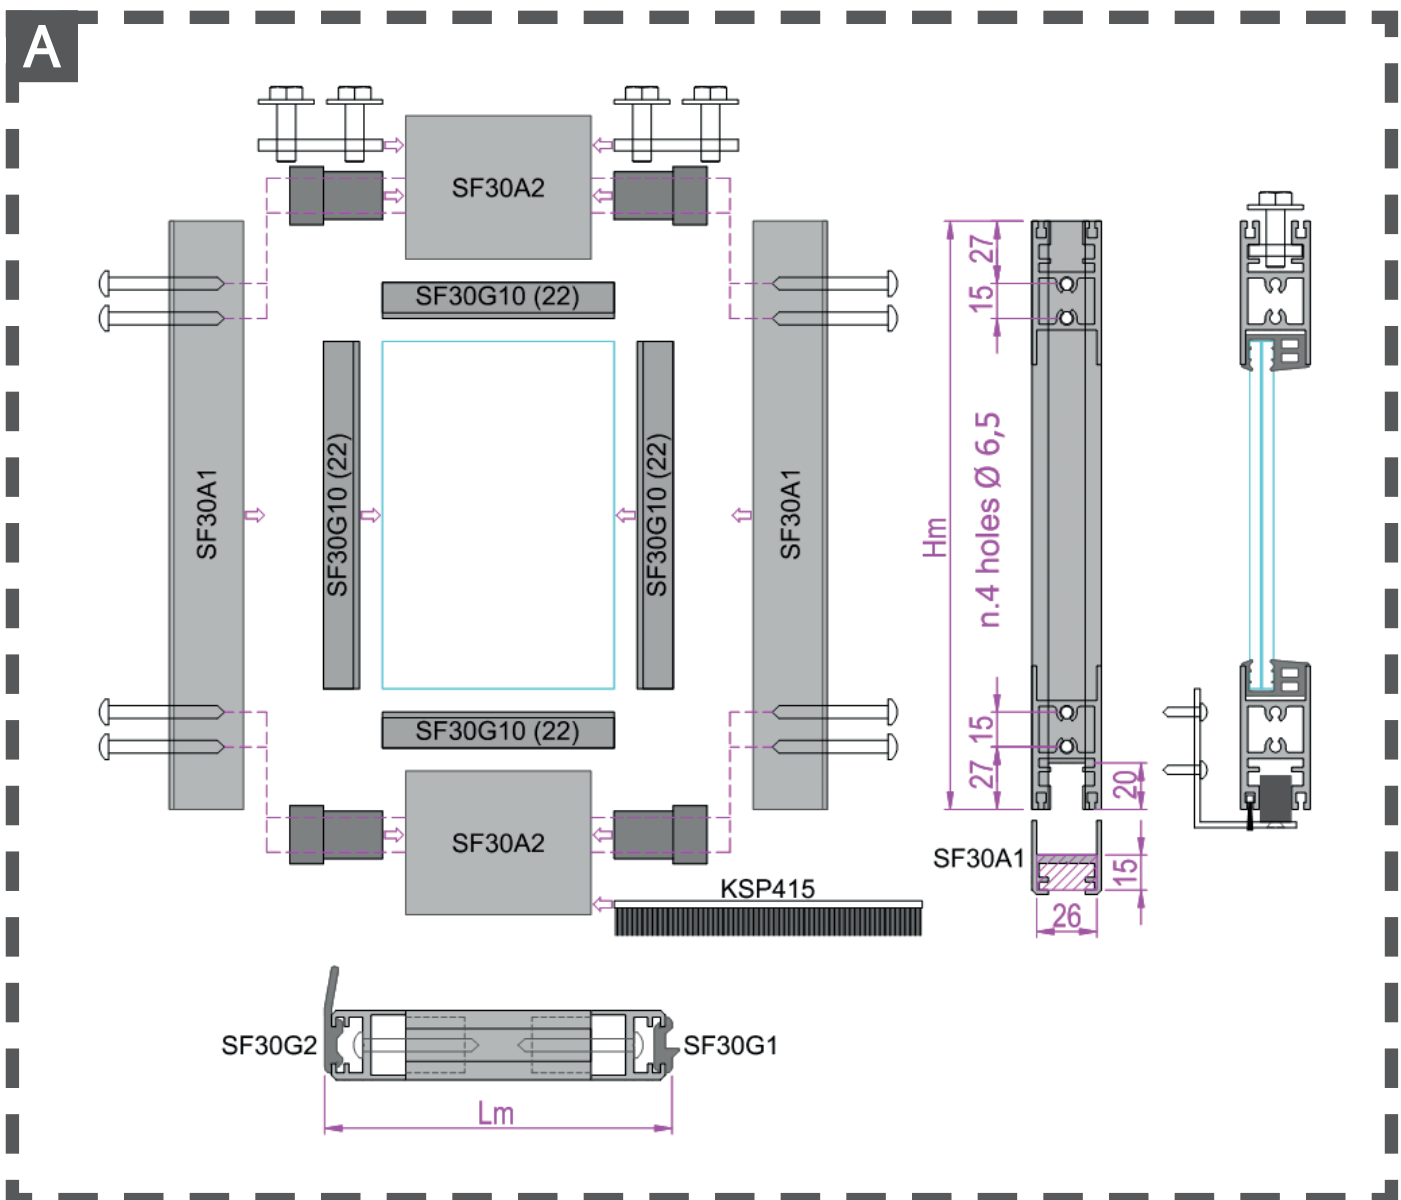 A
SF30A2
SF30G10 (22)
SF30A1
SF30G10 (22)
SF30G10 (22)
SF30A1
SF30G10 (22)
SF30A2
KSP415
27
15
Hm
n.4 holes Ø 6,5
15
27
20
SF30A1
15
26
SF30G2
SF30G1
Lm